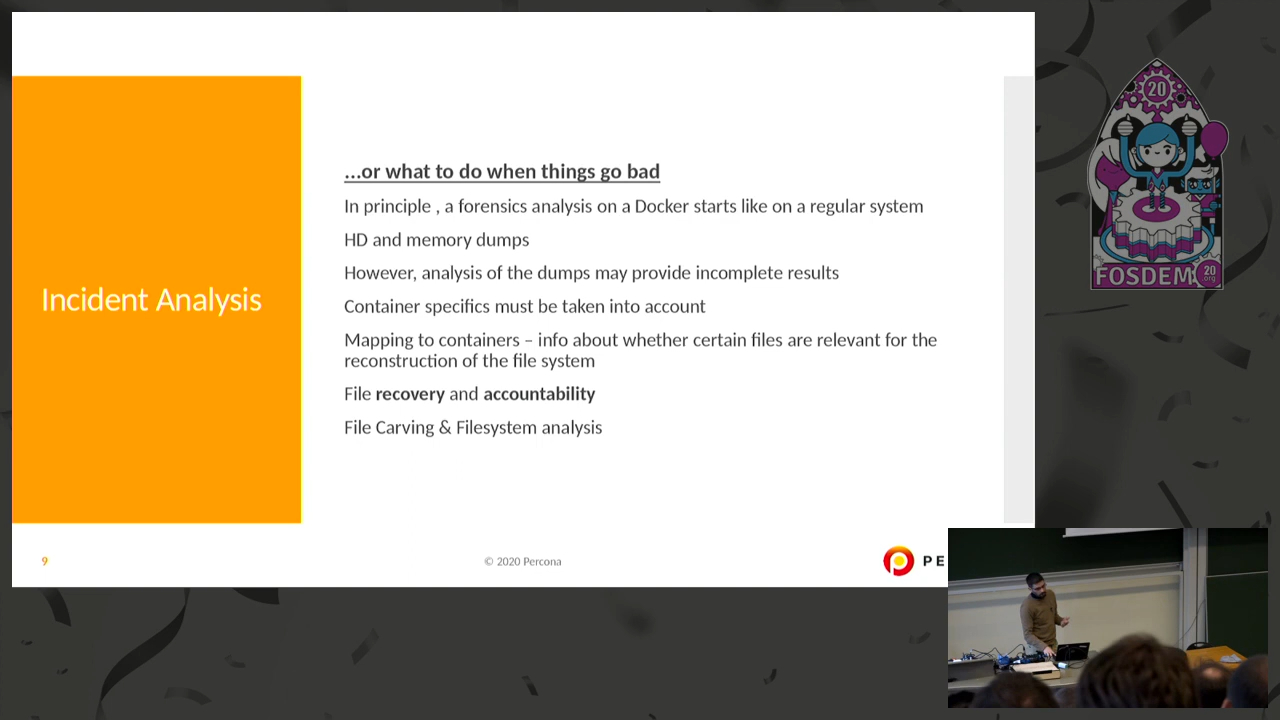 Incident Analysis
...or what to do when things go bad
In principle , a forensics analysis on a Docker starts like on a regular system
HD and memory dumps
However, analysis of the dumps may provide incomplete results
Container specifics must be taken into account
Mapping to containers – info about whether certain files are relevant for the
reconstruction of the file system
File recovery and accountability
File Carving & Filesystem analysis
9
© 2020 Percona
PE
20
FOSDEM
20
.org